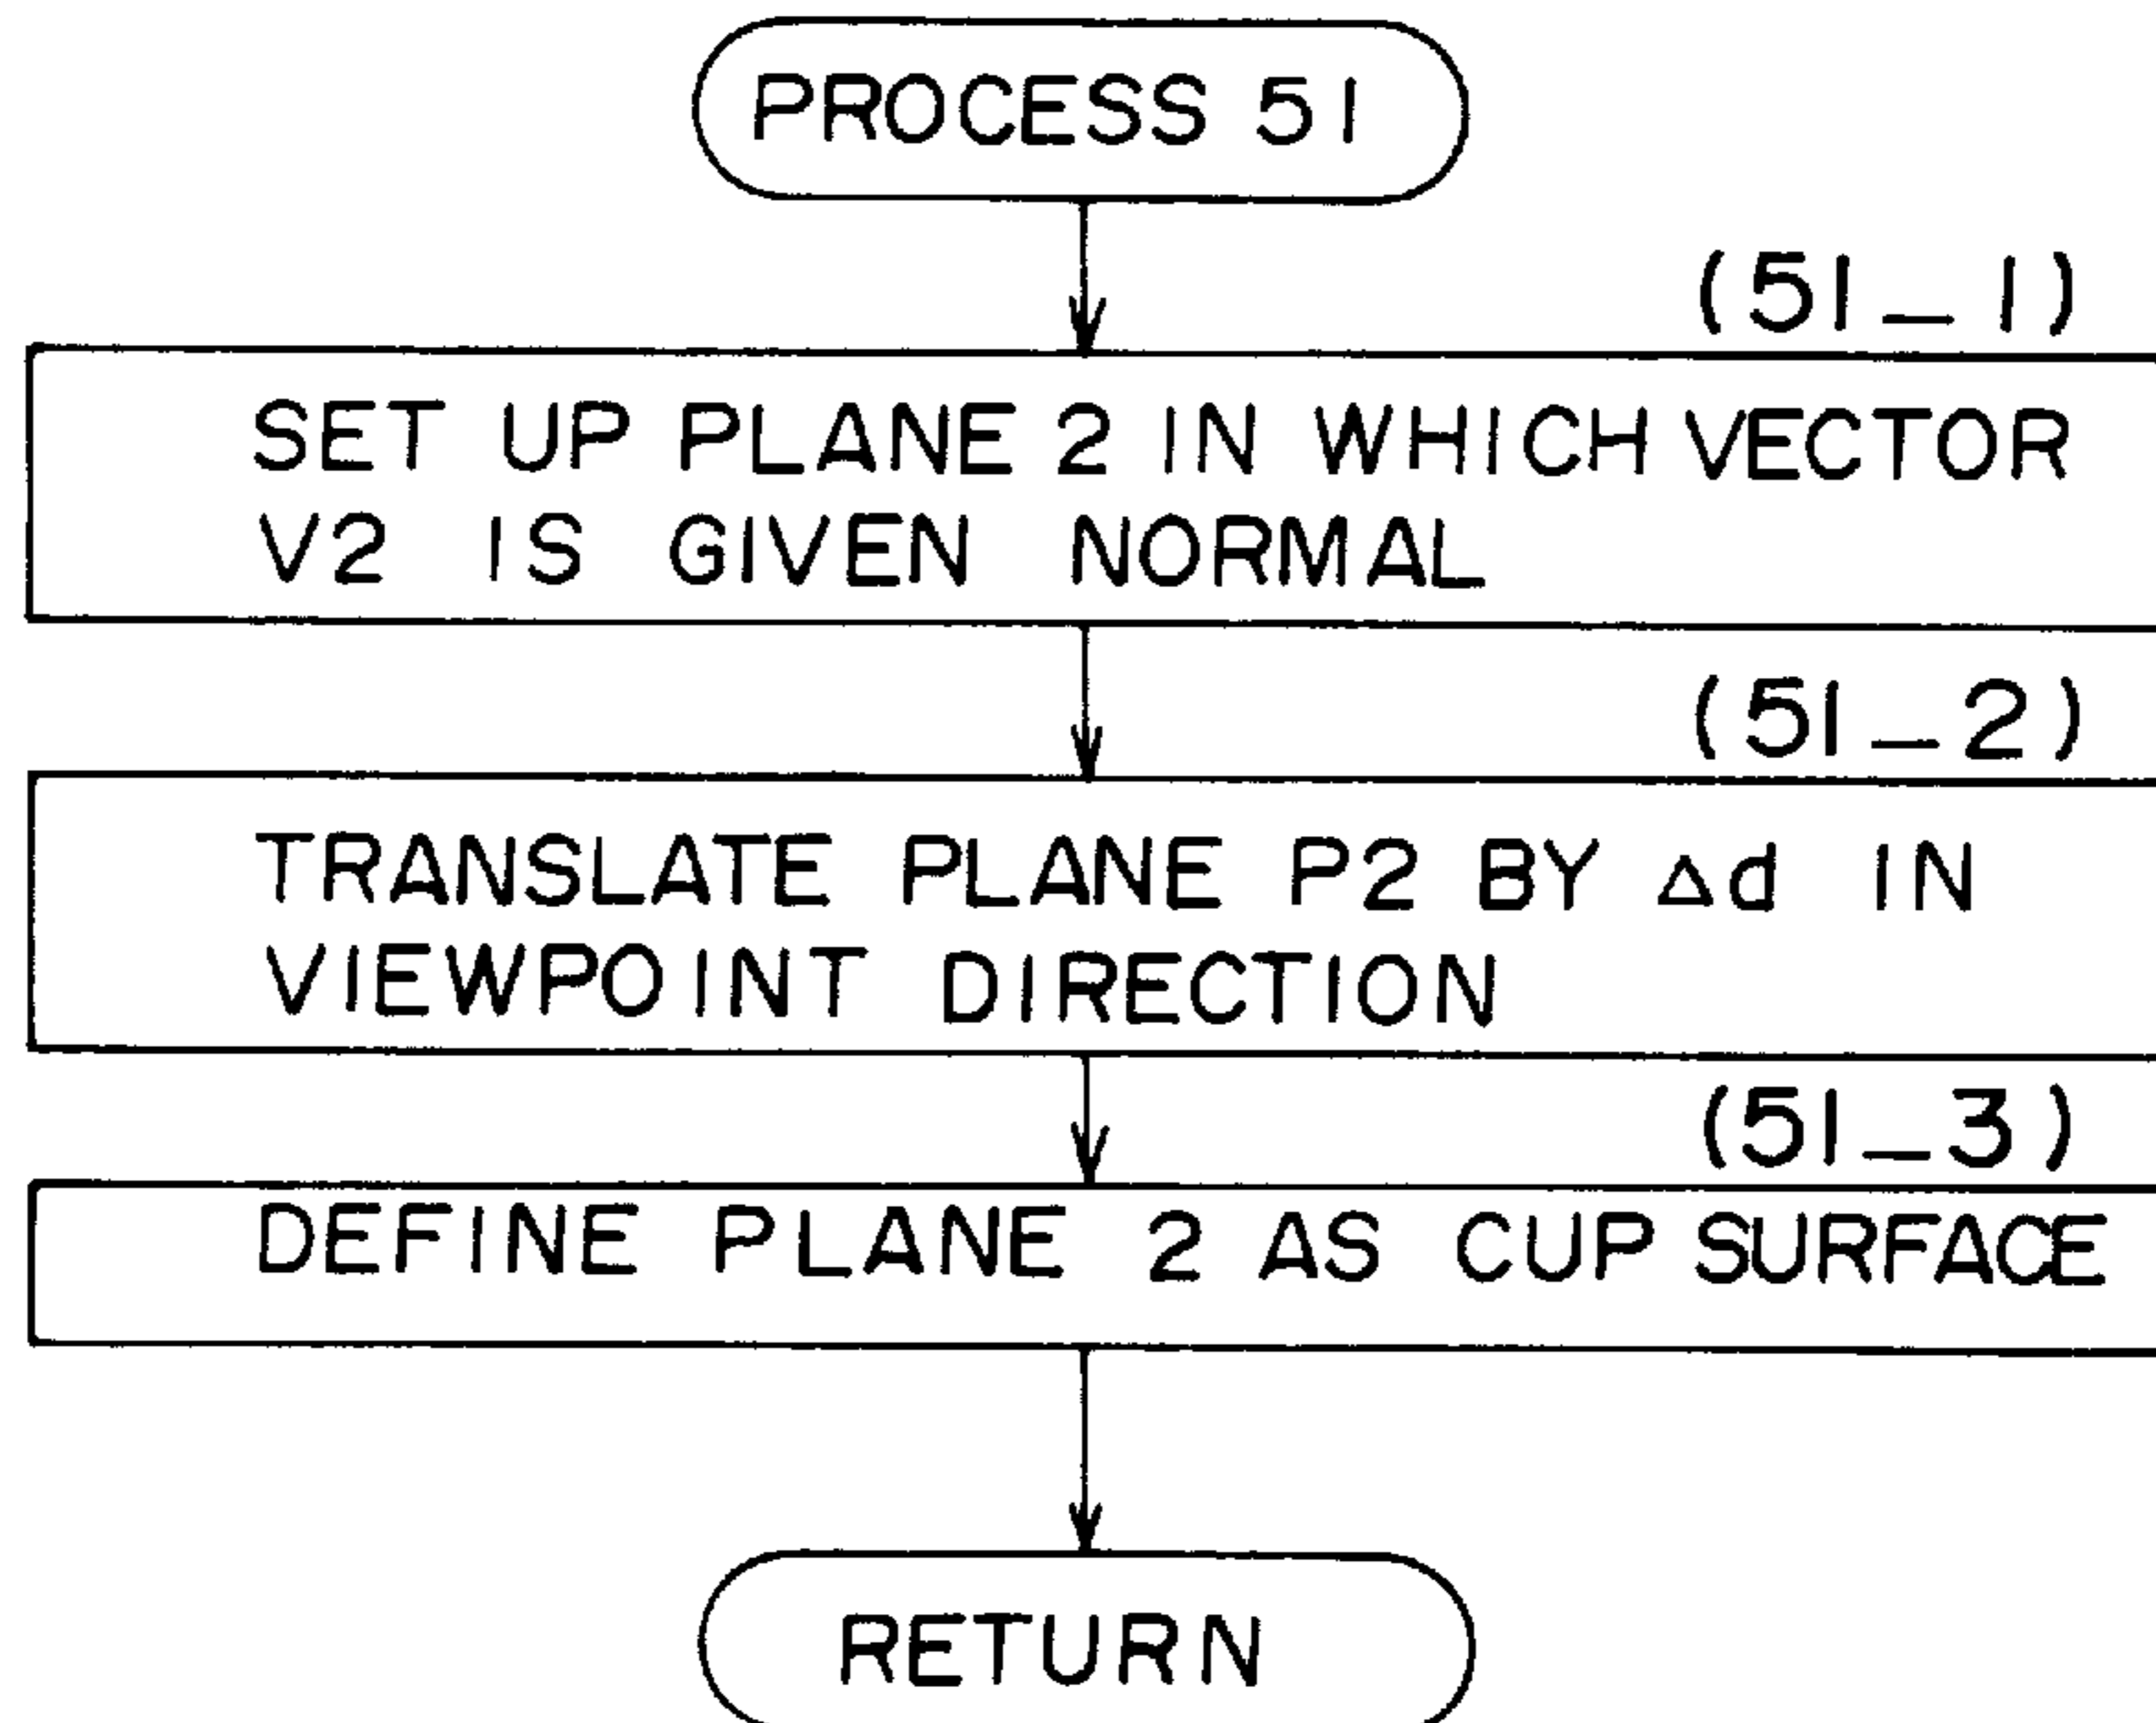 PROCESS 51
(51_1)
SET UP PLANE 2 IN WHICH VECTOR
V2 IS GIVEN NORMAL
(51_2)
TRANSLATE PLANE P2 BY Δd IN
VIEWPOINT DIRECTION
(51_3)
DEFINE PLANE 2 AS CUP SURFACE
RETURN